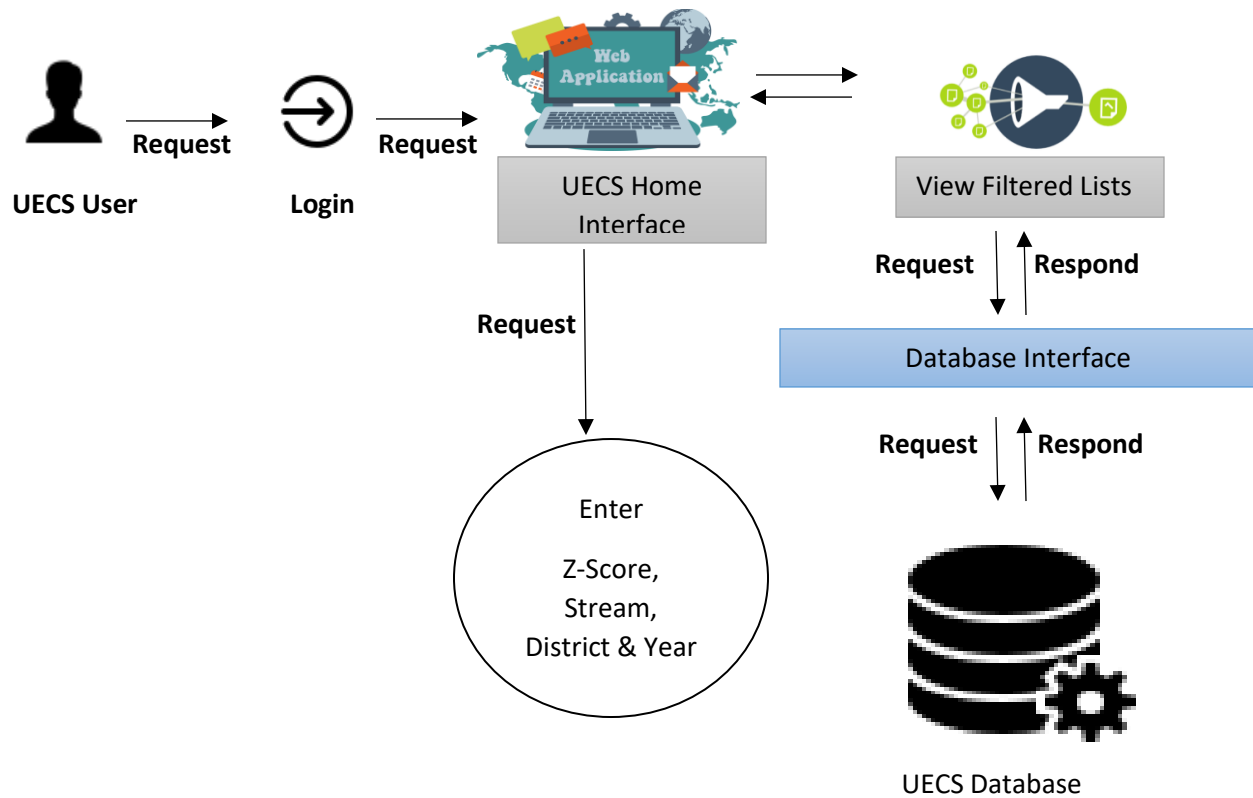 Web
Application
Request
Request
UECS User
Login
UECS Home
Interface
View Filtered Lists
Request
Respond
Request
Database Interface
Request
Respond
Enter
Z-Score,
Stream,
District & Year
UECS Database